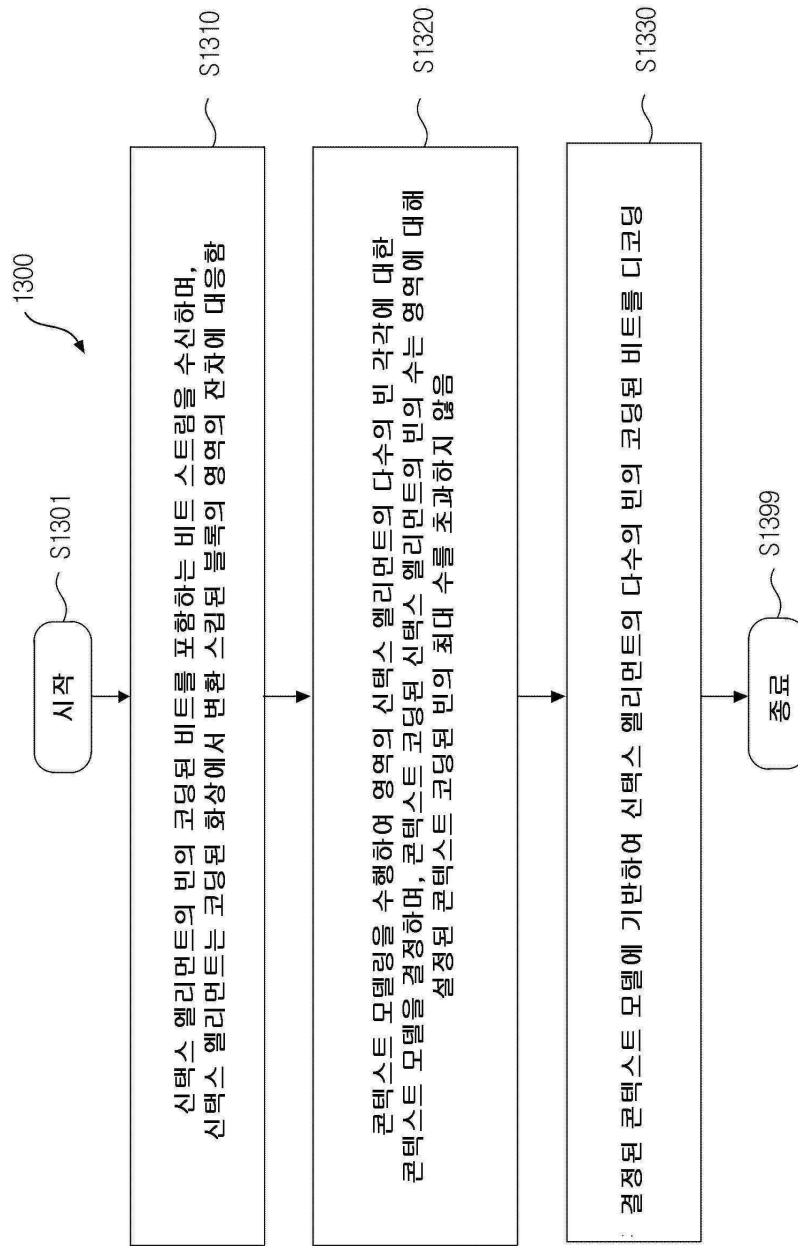 1300
시작
S1301
신택스 엘리먼트의 빈의 코딩된 비트를 포함하는 비트 스트림을 수신하며,
신택스 엘리먼트는 코딩된 화상에서 변환 스킵된 블록의 영역의 잔차에 대응함
S1310
콘텍스트 모델링을 수행하여 영역의 신택스 엘리먼트의 다수의 빈 각각에 대한
콘텍스트 모델을 결정하며, 콘텍스트 코딩된 신택스 엘리먼트의 빈의 수는 영역에 대해
설정된 콘텍스트 코딩된 빈의 최대 수를 초과하지 않음
S1320
결정된 콘텍스트 모델에 기반하여 신택스 엘리먼트의 다수의 빈의 코딩된 비트를 디코딩
S1330
종료
S1399